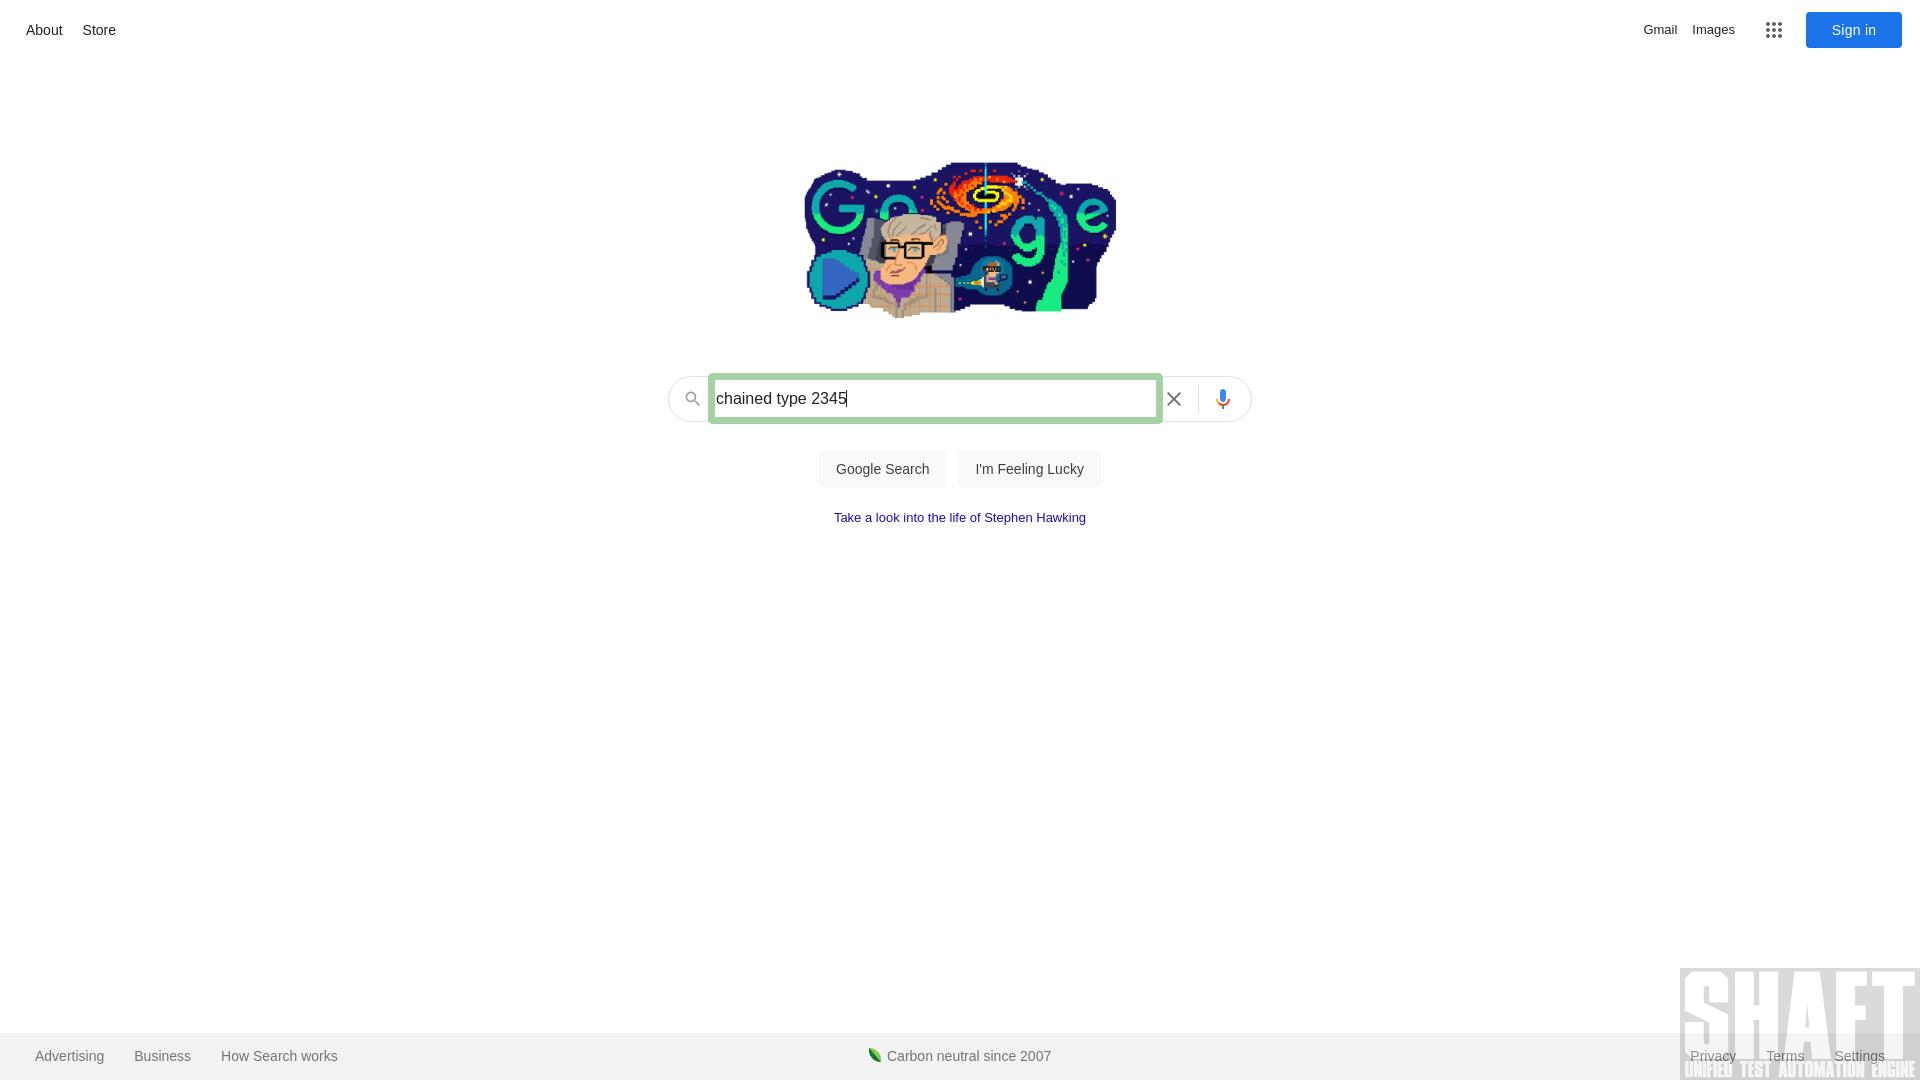 About Store Gmail Images Sign in
Google
chained type 2345
Google Search I'm Feeling Lucky
Take a look into the life of Stephen Hawking
SHAFT
Advertising Business How Search works Carbon neutral since 2007 Privacy Terms Settings
UNIFIED TEST AUTOMATION ENGINE